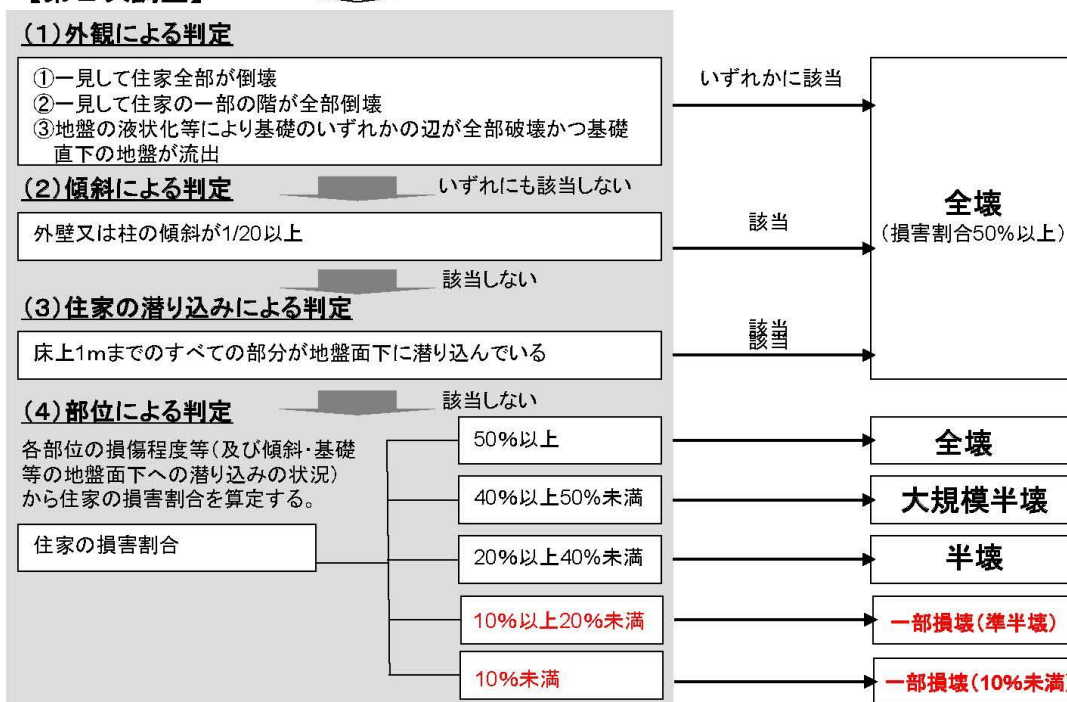 (1)外観による判定
①一見して住家全部が倒壊
②一見して住家の一部の階が全部倒壊
③地盤の液状化等により基礎のいずれかの辺が全部破壊かつ基礎
直下の地盤が流出
いずれかに該当
(2)傾斜による判定
いずれにも該当しない
外壁又は柱の傾斜が1/20以上
該当
全壊
(損害割合50%以上)
該当しない
(3)住家の潜り込みによる判定
床上1mまでのすべての部分が地盤面下に潜り込んでいる
該当
該当しない
(4)部位による判定
各部位の損傷程度等(及び傾斜・基礎
等の地盤面下への潜り込みの状況)
から住家の損害割合を算定する。
住家の損害割合
50%以上
全壊
40%以上50%未満
大規模半壊
20%以上40%未満
半壊
10%以上20%未満
一部損壊(準半壊)
10%未満
一部損壊(10%未満)